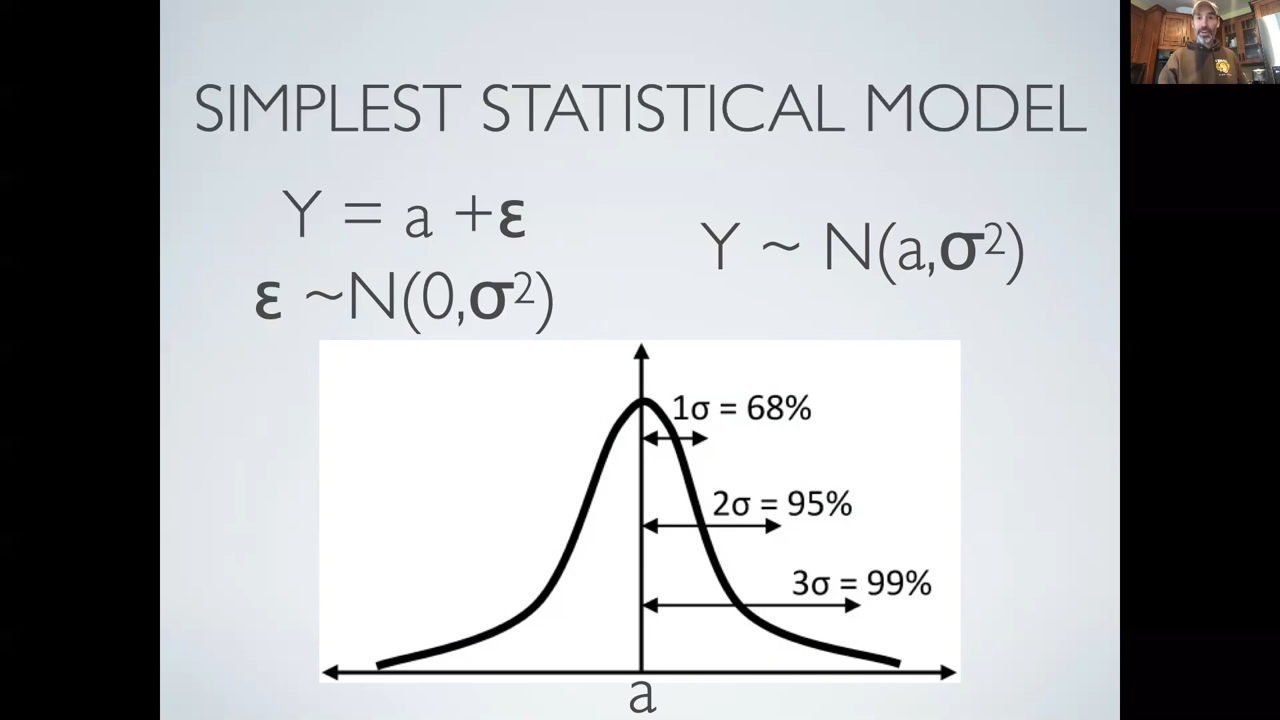 SIMPLEST STATISTICAL MODEL
Y = a +ε
ε ~N(0,σ²)
Y ~ N(a,σ²)
1σ = 68%
2σ = 95%
3σ = 99%
a